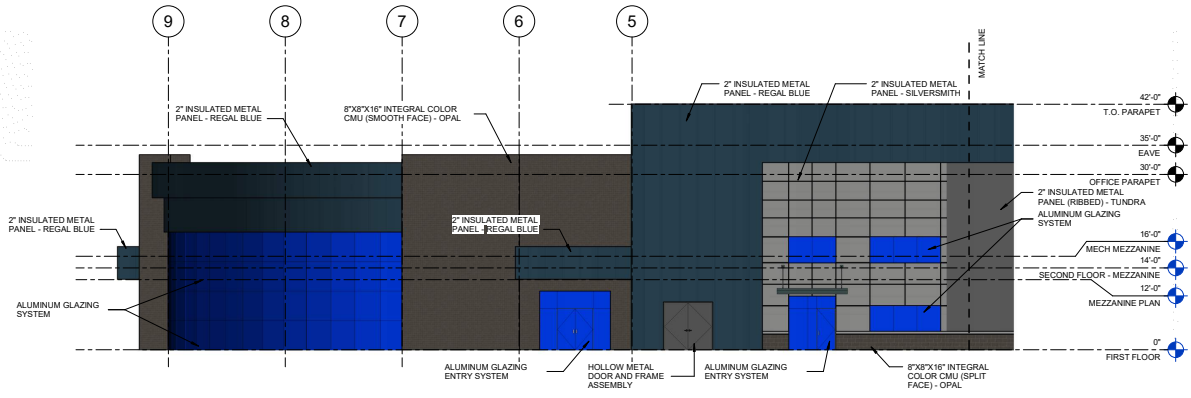 9
8
7
6
5
MATCH LINE
2" INSULATED METAL
PANEL - REGAL BLUE
8"X8"X16" INTEGRAL COLOR
CMU (SMOOTH FACE) - OPAL
2" INSULATED METAL
PANEL - REGAL BLUE
2" INSULATED METAL
PANEL - SILVERSMITH
42'-0"
T.O. PARAPET
35'-0"
EAVE
30'-0"
OFFICE PARAPET
2" INSULATED METAL
PANEL (RIBBED) - TUNDRA
ALUMINUM GLAZING
SYSTEM
2" INSULATED METAL
PANEL - REGAL BLUE
2" INSULATED METAL
PANEL - REGAL BLUE
16'-0"
MECH MEZZANINE
14'-0"
SECOND FLOOR - MEZZANINE
12'-0"
MEZZANINE PLAN
ALUMINUM GLAZING
SYSTEM
0"
FIRST FLOOR
ALUMINUM GLAZING
ENTRY SYSTEM
HOLLOW METAL
DOOR AND FRAME
ASSEMBLY
ALUMINUM GLAZING
ENTRY SYSTEM
8"X8"X16" INTEGRAL
COLOR CMU (SPLIT
FACE) - OPAL